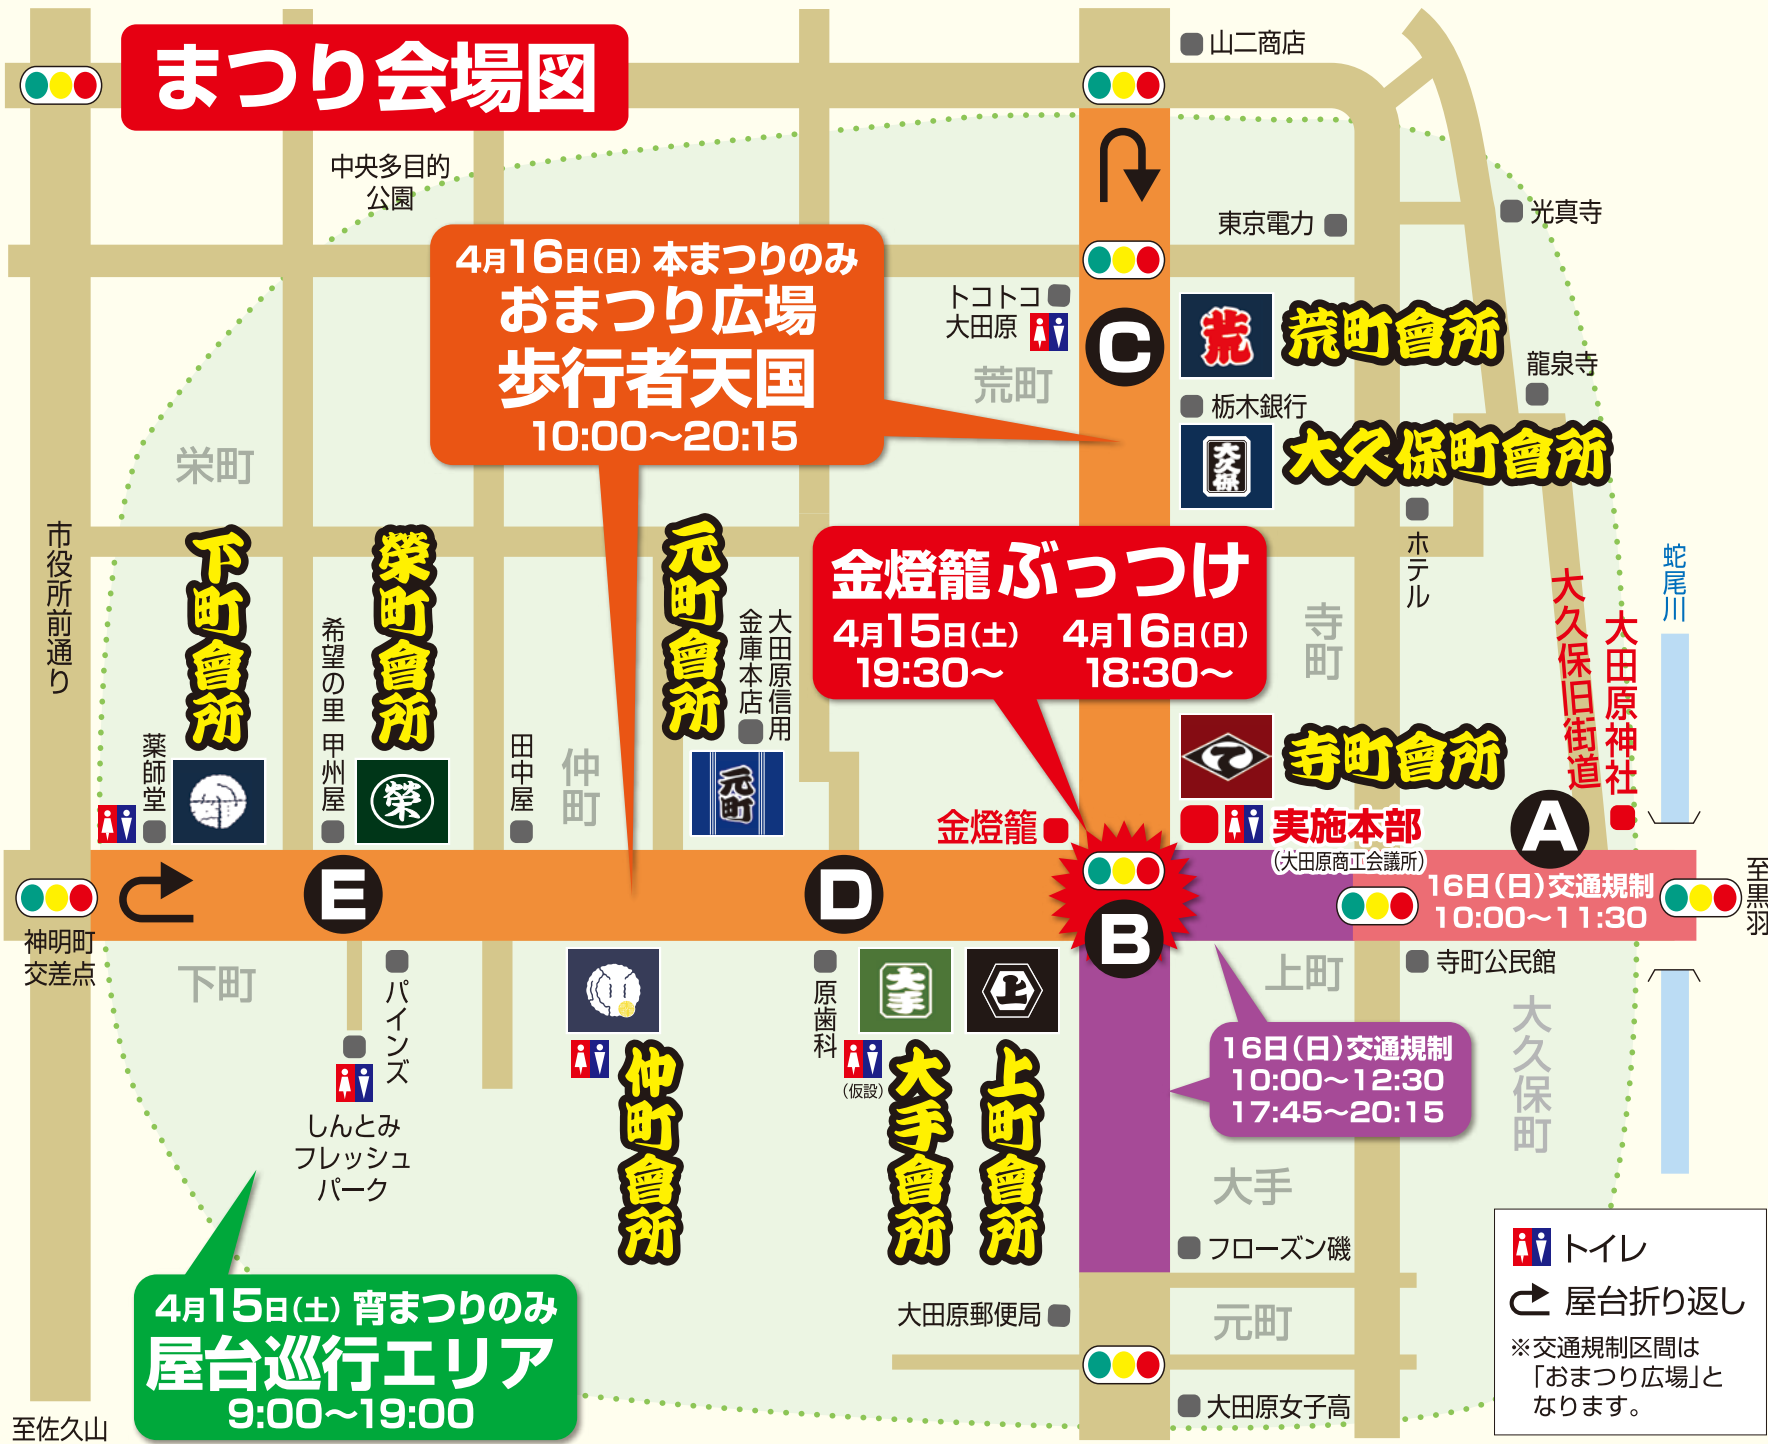 まつり会場図
山二商店
中央多目的
公園
東京電力
光真寺
4月16日(日) 本まつりのみ
おまつり広場
歩行者天国
10:00〜20:15
トコトコ
大田原
C
荒
荒町會所
荒町
龍泉寺
栃木銀行
大久保
大久保町會所
栄町
ホテル
市役所前通り
下町會所
榮町會所
元町會所
大田原信用
金庫本店
希望の里 甲州屋
金燈籠ぶっつけ
4月15日(土) 4月16日(日)
19:30〜 18:30〜
寺町
蛇尾川
大久保旧街道
大田原神社
薬師堂
榮
田中屋
仲町
元町
て
寺町會所
金燈籠
実施本部
(大田原商工会議所)
A
E
D
B
16日(日)交通規制
10:00〜11:30
至黒羽
神明町
交差点
下町
パインズ
原歯科
大手
上
上町
寺町公民館
大久保町
しんとみ
フレッシュ
パーク
仲町會所
(仮設)
大手會所
上町會所
16日(日)交通規制
10:00〜12:30
17:45〜20:15
大手
フローズン磯
4月15日(土) 宵まつりのみ
屋台巡行エリア
9:00〜19:00
大田原郵便局
元町
大田原女子高
至佐久山
トイレ
屋台折り返し
※交通規制区間は
「おまつり広場」と
なります。